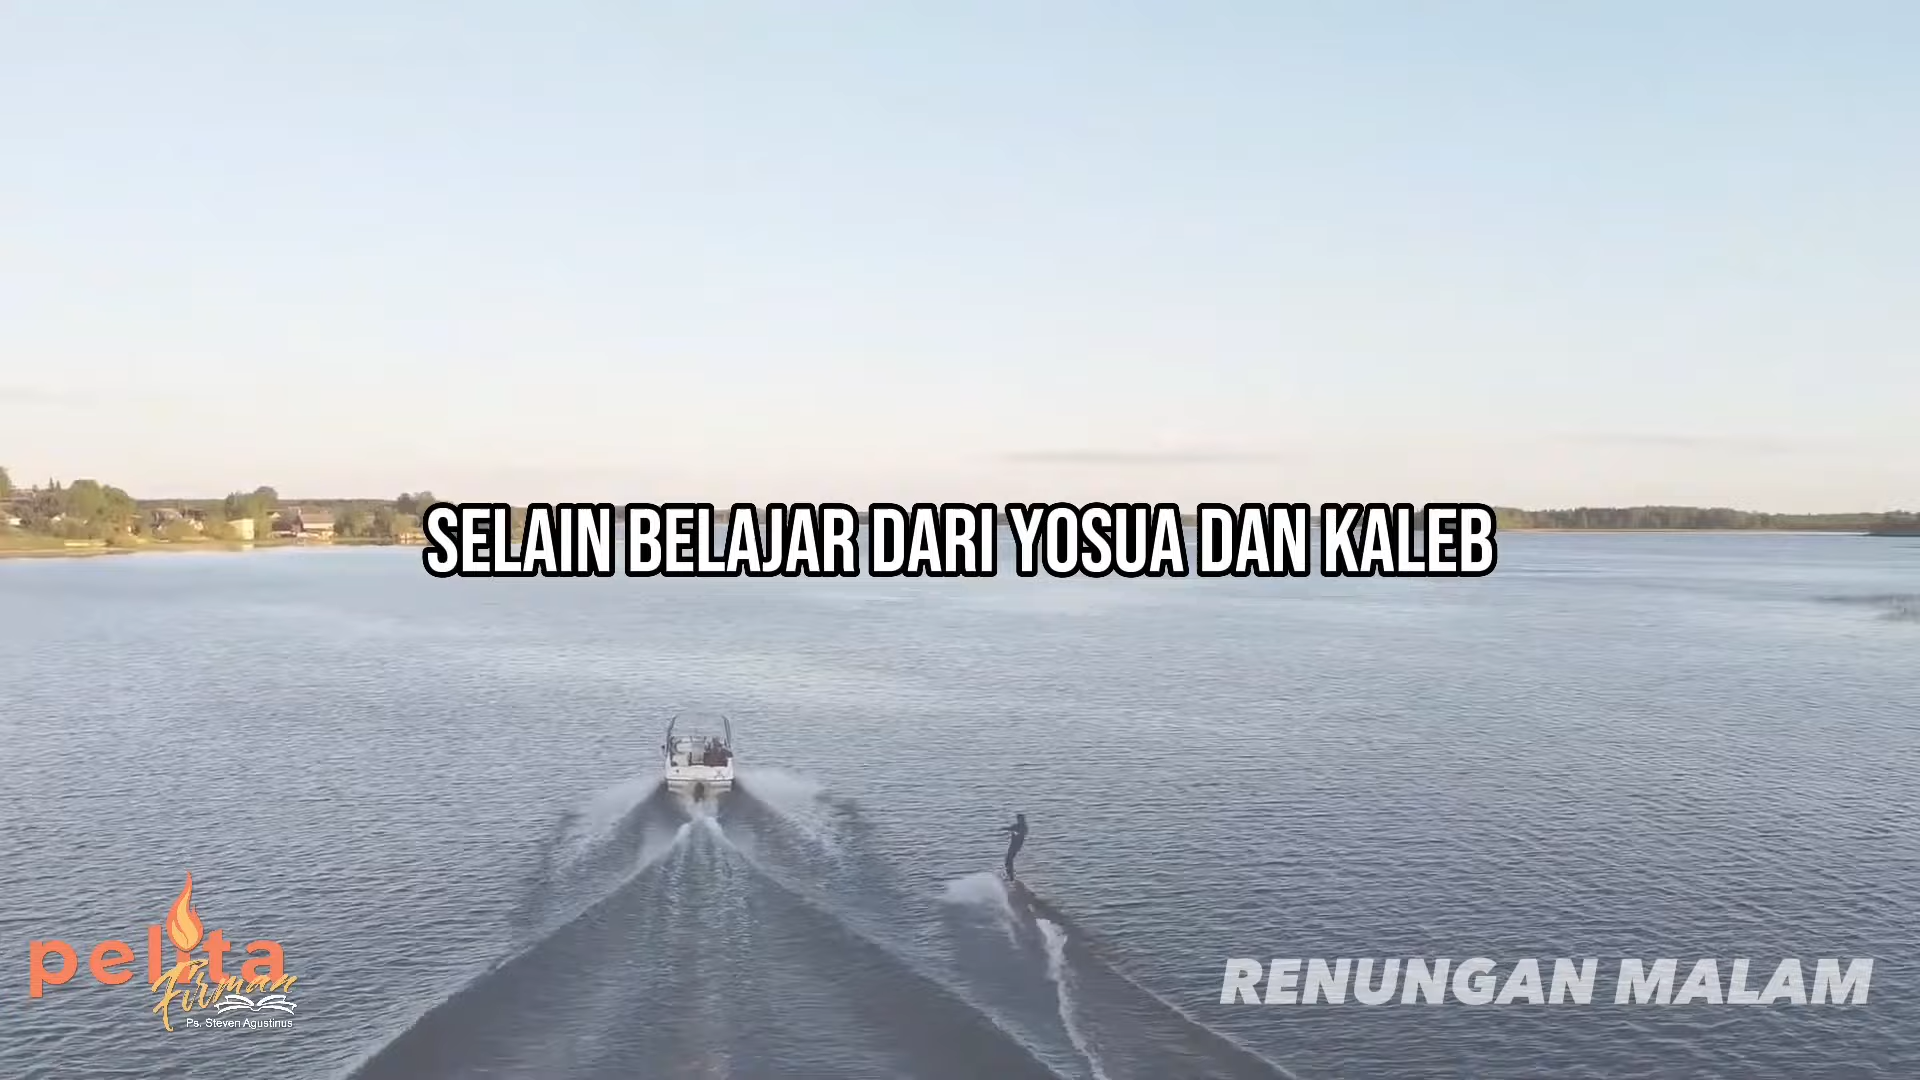 SELAIN BELAJAR DARI YOSUA DAN KALEB
pelita
Firman
Ps. Steven Agustinus
RENUNGAN MALAM